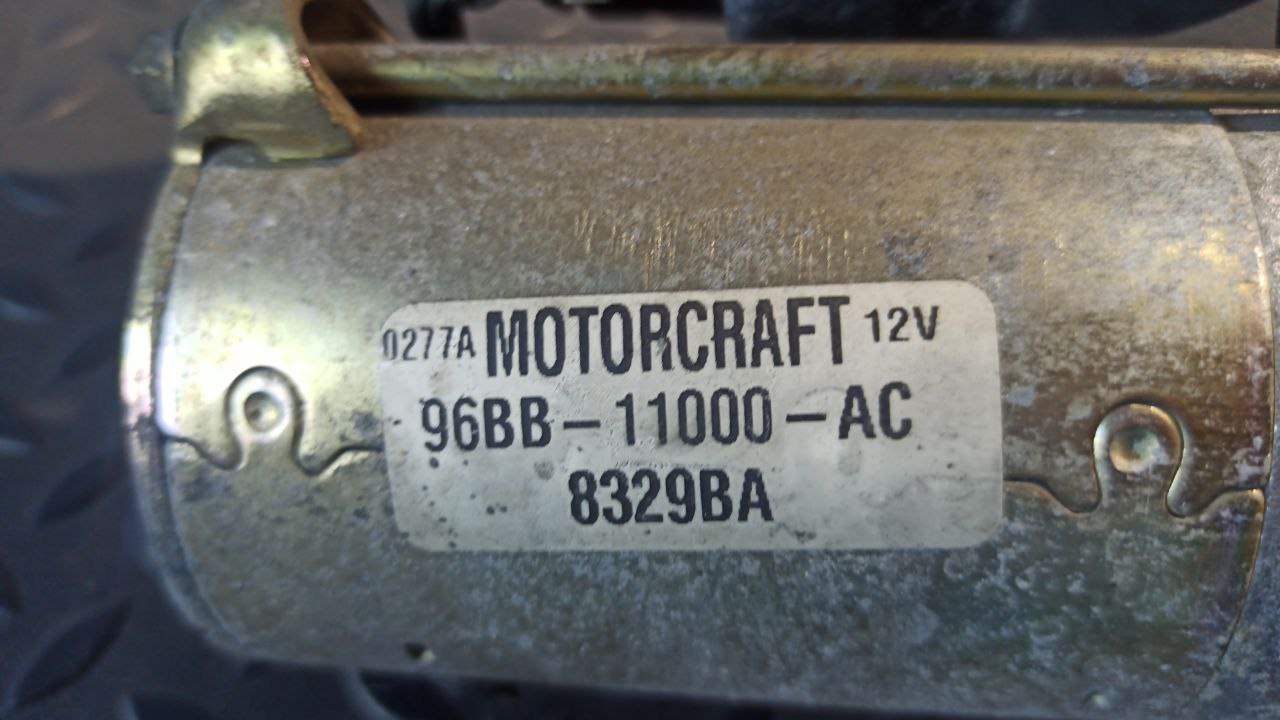 0277A MOTORCRAFT 12V
96BB-11000-AC
8329BA